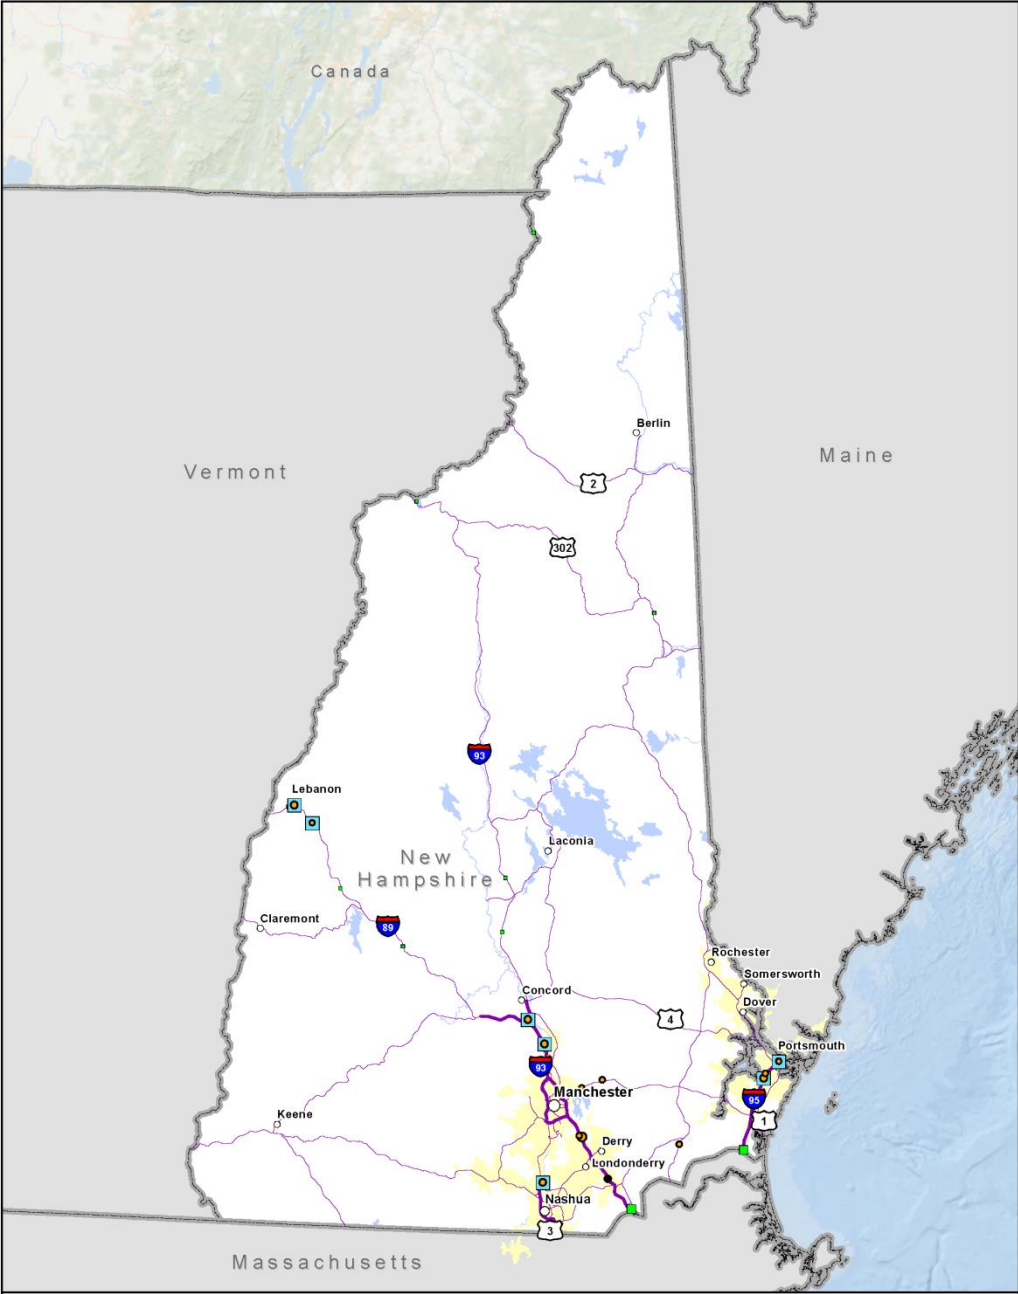 Canada
Berlin
Maine
Vermont
2
302
93
Lebanon
Laconia
New
Hampshire
Claremont
89
Rochester
Somersworth
Concord
Dover
4
Portsmouth
93
Manchester
95
Keene
1
Derry
Londonderry
Nashua
3
Massachusetts